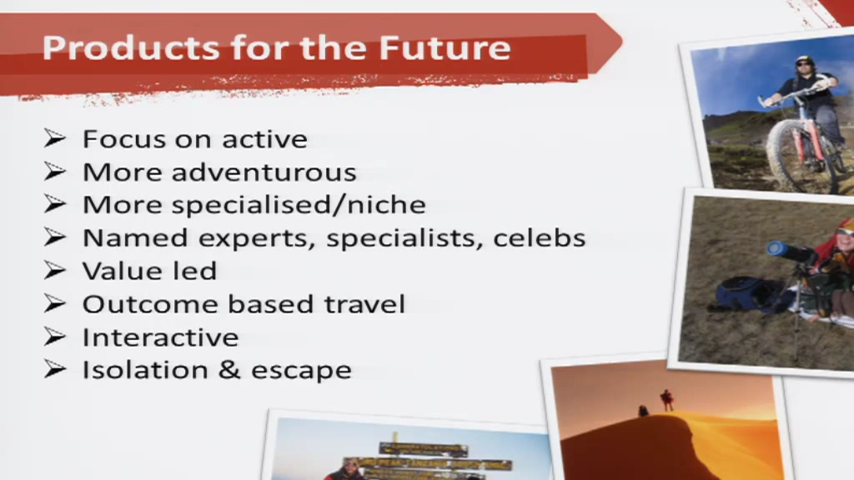 Products for the Future
➢ Focus on active
➢ More adventurous
➢ More specialised/niche
➢ Named experts, specialists, celebs
➢ Value led
➢ Outcome based travel
➢ Interactive
➢ Isolation & escape